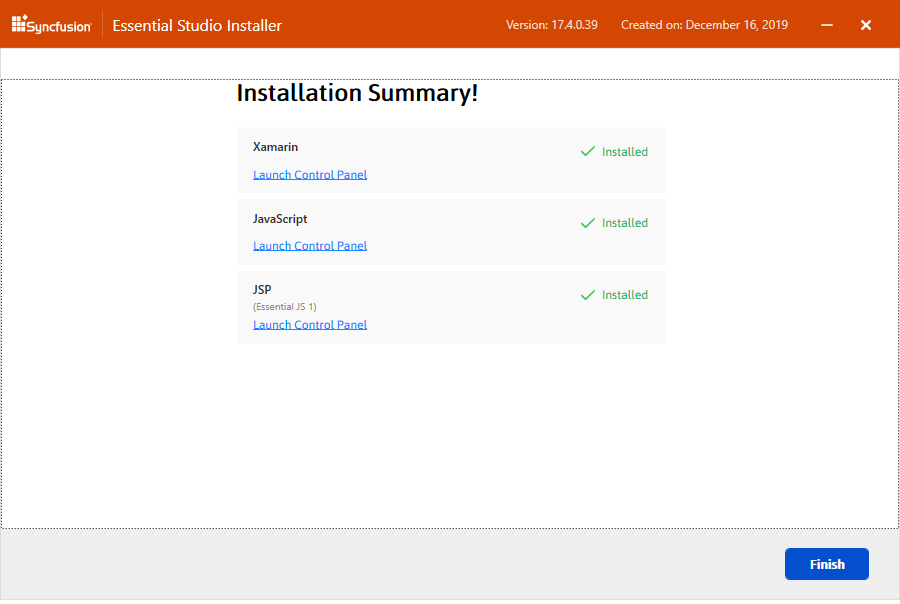 Syncfusion Essential Studio Installer Version: 17.4.0.39 Created on: December 16, 2019
Installation Summary!
Xamarin
Installed
Launch Control Panel
JavaScript
Installed
Launch Control Panel
JSP
Installed
(Essential JS 1)
Launch Control Panel
Finish